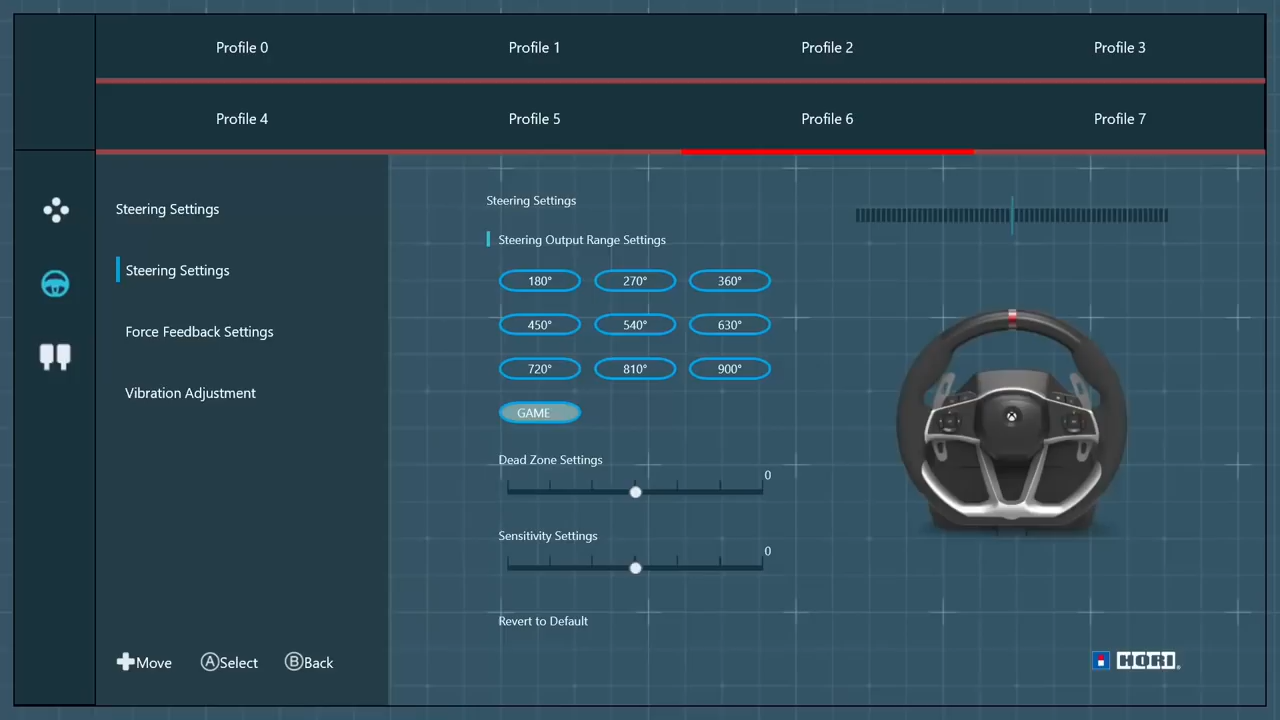 Profile 0 Profile 1 Profile 2 Profile 3
Profile 4 Profile 5 Profile 6 Profile 7
Steering Settings
Steering Settings
Force Feedback Settings
Vibration Adjustment
Steering Settings
Steering Output Range Settings
180° 270° 360°
450° 540° 630°
720° 810° 900°
GAME
Dead Zone Settings
0
Sensitivity Settings
0
Revert to Default
Move A Select B Back
HORI